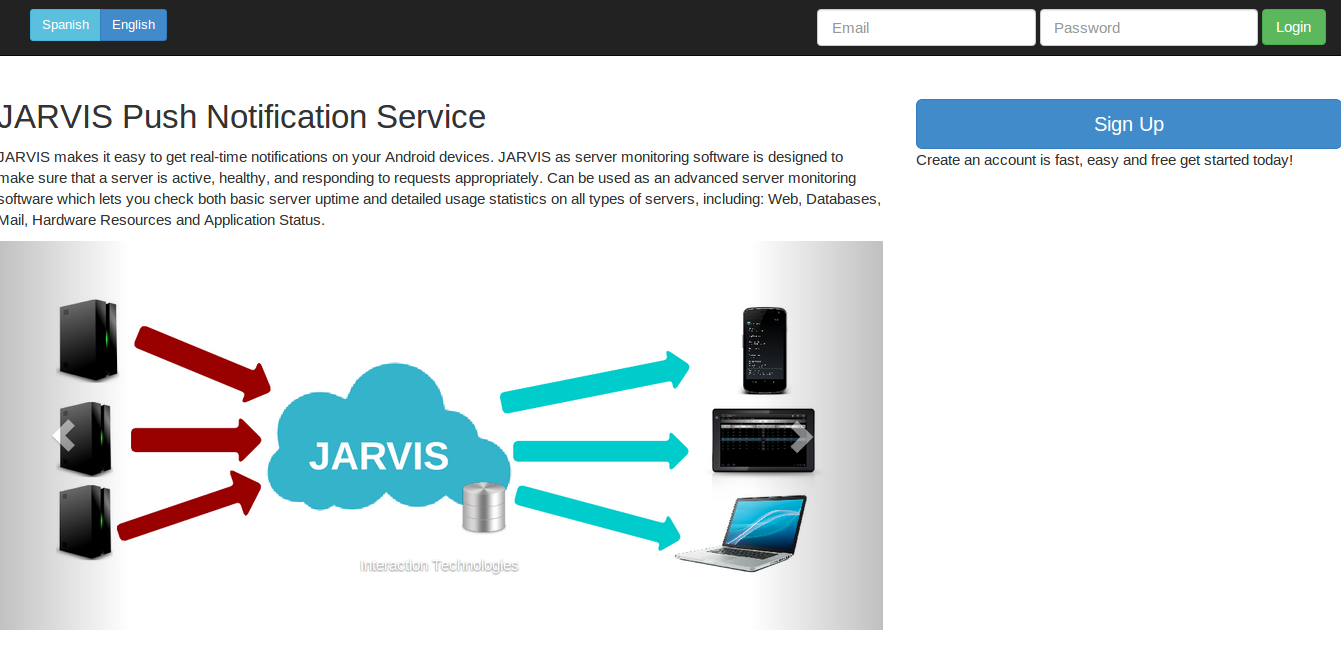 Spanish English Email Password Login
JARVIS Push Notification Service
Sign Up
JARVIS makes it easy to get real-time notifications on your Android devices. JARVIS as server monitoring software is designed to
make sure that a server is active, healthy, and responding to requests appropriately. Can be used as an advanced server monitoring
software which lets you check both basic server uptime and detailed usage statistics on all types of servers, including: Web, Databases,
Mail, Hardware Resources and Application Status.
Create an account is fast, easy and free get started today!
JARVIS
Interaction Technologies